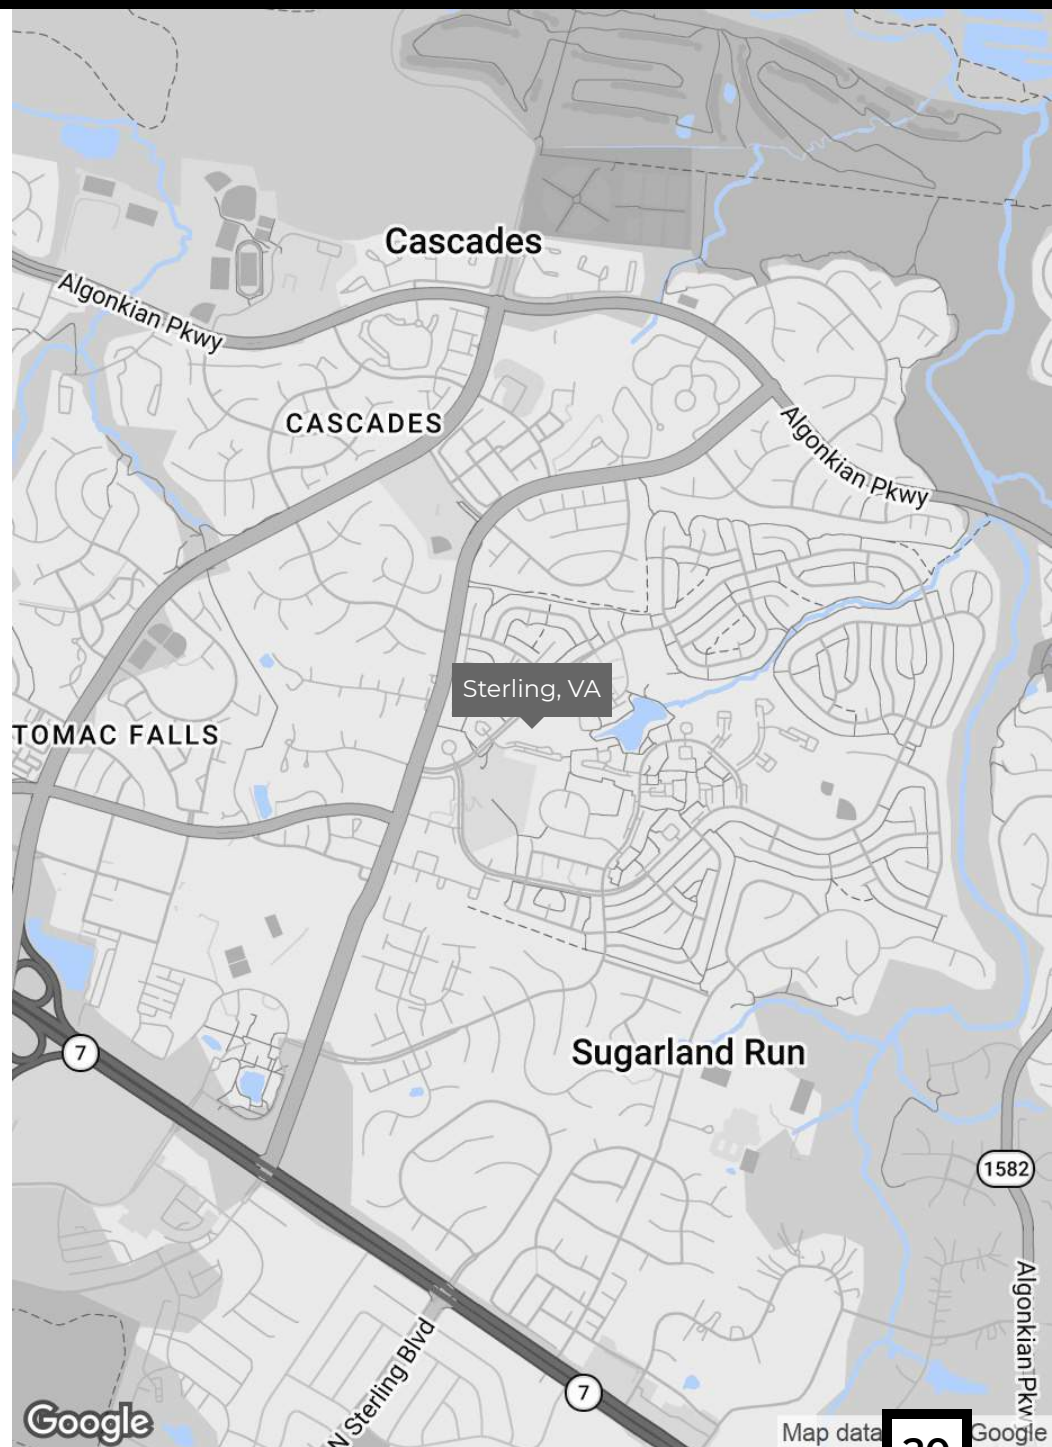 Cascades
Algonkian Pkwy
CASCADES
Algonkian Pkwy
Sterling, VA
TOMAC FALLS
7
Sugarland Run
1582
Algonkian Pkw
N Sterling Blvd
7
Google
Map data
Google